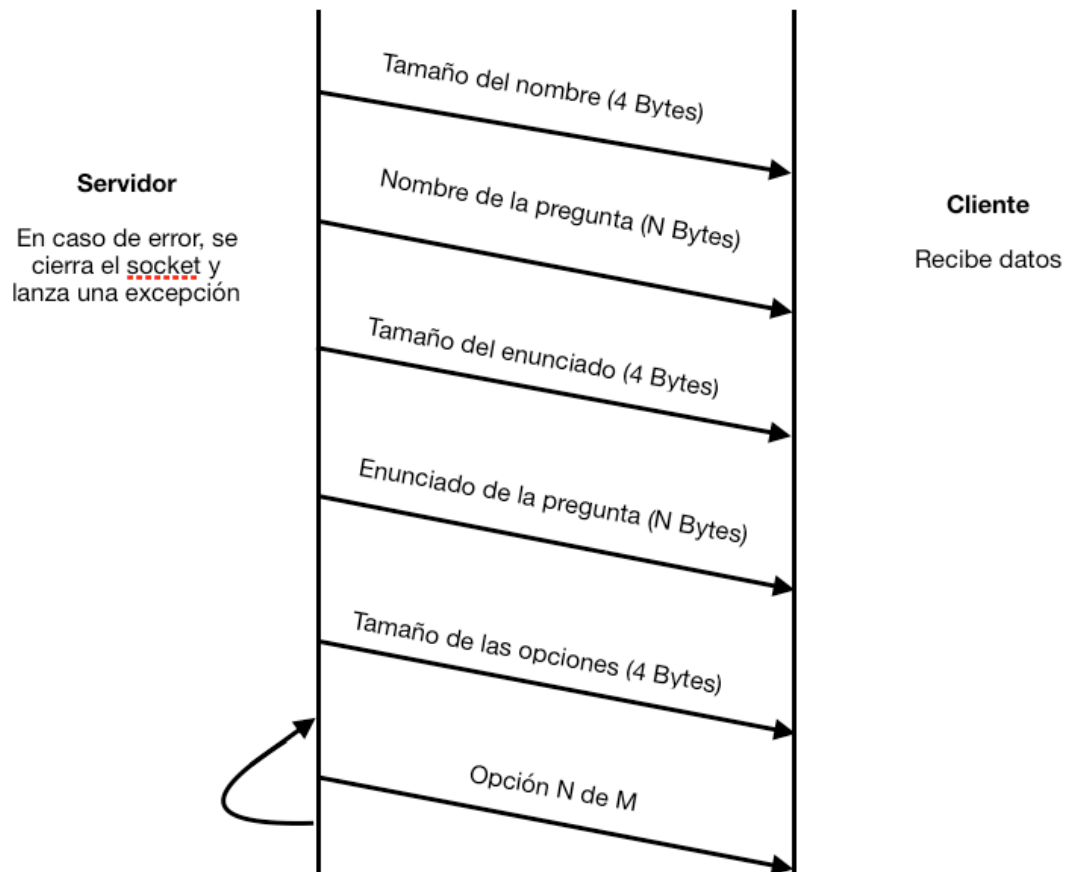 Tamaño del nombre (4 Bytes)
Servidor
En caso de error, se
cierra el socket y
lanza una excepción
Nombre de la pregunta (N Bytes)
Cliente
Recibe datos
Tamaño del enunciado (4 Bytes)
Enunciado de la pregunta (N Bytes)
Tamaño de las opciones (4 Bytes)
Opción N de M